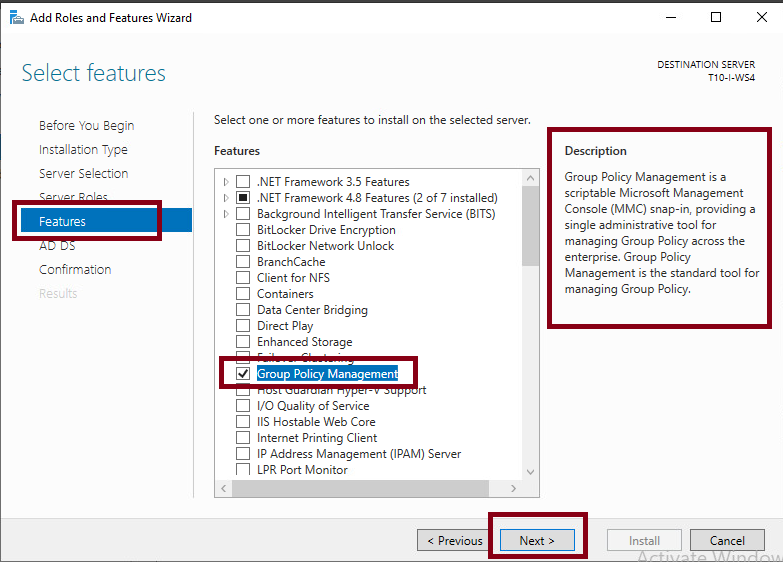 Add Roles and Features Wizard
Select features
DESTINATION SERVER
T10-I-WS4
Before You Begin
Installation Type
Server Selection
Server Roles
Features
AD DS
Confirmation
Results
Select one or more features to install on the selected server.
Features
.NET Framework 3.5 Features
.NET Framework 4.8 Features (2 of 7 installed)
Background Intelligent Transfer Service (BITS)
BitLocker Drive Encryption
BitLocker Network Unlock
BranchCache
Client for NFS
Containers
Data Center Bridging
Direct Play
Enhanced Storage
Failover Clustering
Group Policy Management
Host Guardian Hyper-V Support
I/O Quality of Service
IIS Hostable Web Core
Internet Printing Client
IP Address Management (IPAM) Server
LPR Port Monitor
Description
Group Policy Management is a
scriptable Microsoft Management
Console (MMC) snap-in, providing a
single administrative tool for
managing Group Policy across the
enterprise. Group Policy
Management is the standard tool for
managing Group Policy.
< Previous
Next >
Install
Cancel
Activate Window